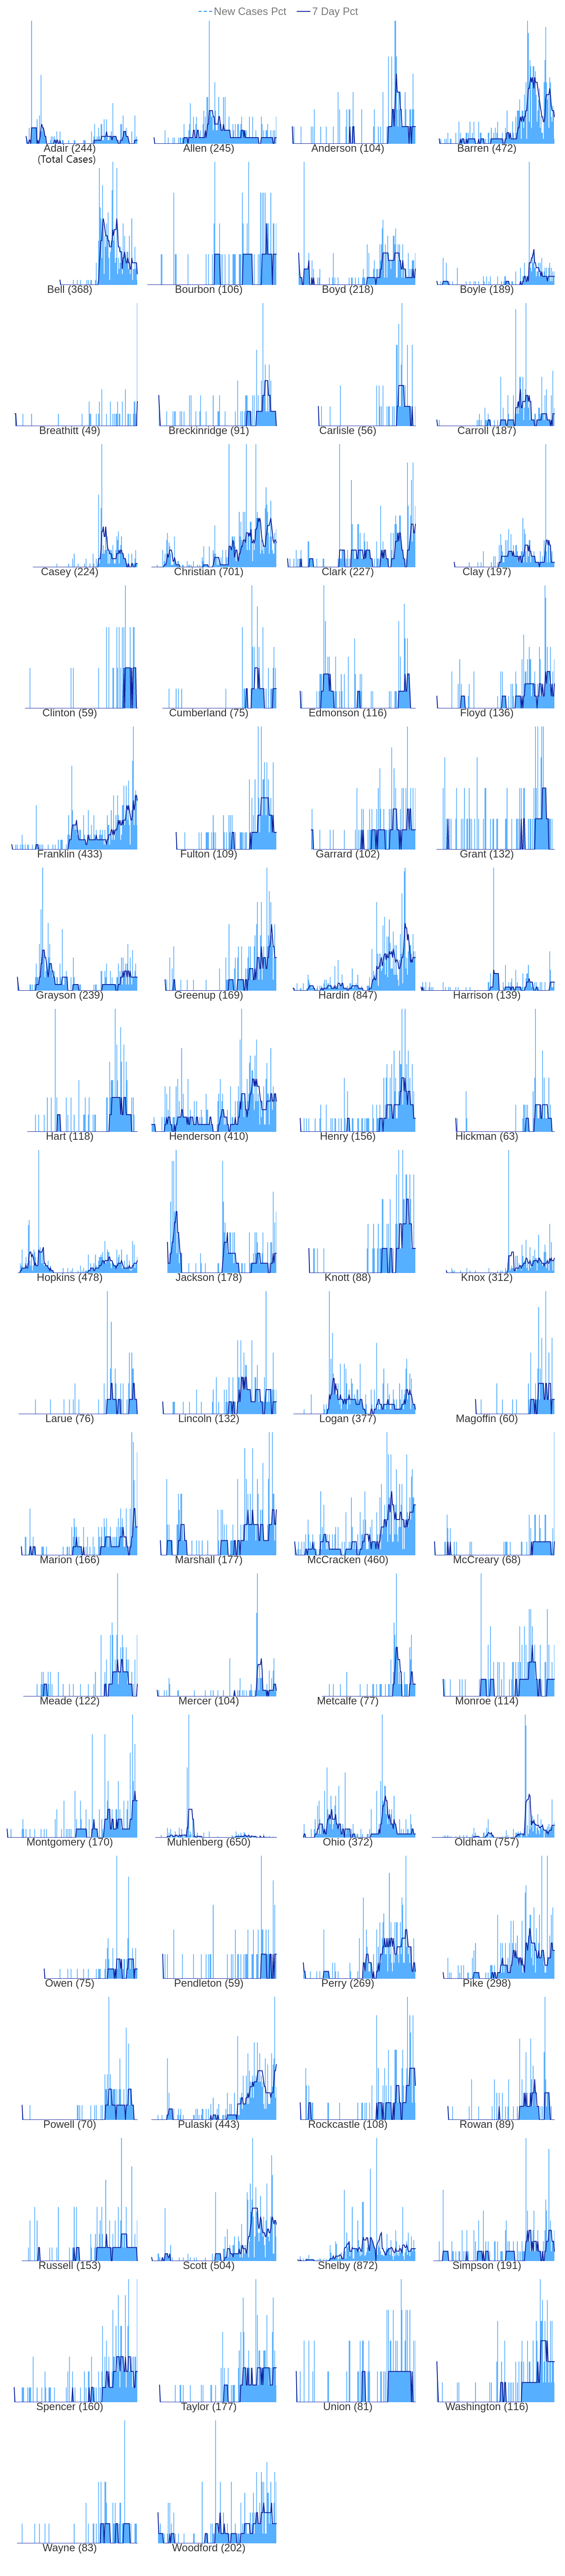 New Cases Pct 7 Day Pct
Adair (244) Allen (245) Anderson (104) Barren (472)
(Total Cases)
Bell (368) Bourbon (106) Boyd (218) Boyle (189)
Breathitt (49) Breckinridge (91) Carlisle (56) Carroll (187)
Casey (224) Christian (701) Clark (227) Clay (197)
Clinton (59) Cumberland (75) Edmonson (116) Floyd (136)
Franklin (433) Fulton (109) Garrard (102) Grant (132)
Grayson (239) Greenup (169) Hardin (847) Harrison (139)
Hart (118) Henderson (410) Henry (156) Hickman (63)
Hopkins (478) Jackson (178) Knott (88) Knox (312)
Larue (76) Lincoln (132) Logan (377) Magoffin (60)
Marion (166) Marshall (177) McCracken (460) McCreary (68)
Meade (122) Mercer (104) Metcalfe (77) Monroe (114)
Montgomery (170) Muhlenberg (650) Ohio (372) Oldham (757)
Owen (75) Pendleton (59) Perry (269) Pike (298)
Powell (70) Pulaski (443) Rockcastle (108) Rowan (89)
Russell (153) Scott (504) Shelby (872) Simpson (191)
Spencer (160) Taylor (177) Union (81) Washington (116)
Wayne (83) Woodford (202)